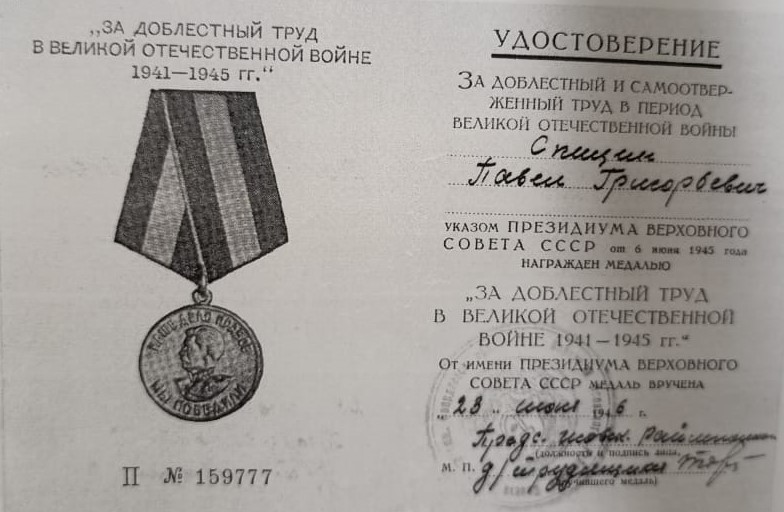 „ЗА ДОБЛЕСТНЫЙ ТРУД
В ВЕЛИКОЙ ОТЕЧЕСТВЕННОЙ ВОЙНЕ
1941—1945 гг.“
НАШЕ ДЕЛО ПРАВОЕ
МЫ ПОБЕДИЛИ
П № 159777
УДОСТОВЕРЕНИЕ
ЗА ДОБЛЕСТНЫЙ И САМООТВЕР-
ЖЕННЫЙ ТРУД В ПЕРИОД
ВЕЛИКОЙ ОТЕЧЕСТВЕННОЙ ВОЙНЫ
Спицин
Павел Григорьевич
УКАЗОМ ПРЕЗИДИУМА ВЕРХОВНОГО
СОВЕТА СССР от 6 июня 1945 года
НАГРАЖДЕН МЕДАЛЬЮ
„ЗА ДОБЛЕСТНЫЙ ТРУД
В ВЕЛИКОЙ ОТЕЧЕСТВЕННОЙ
ВОЙНЕ 1941—1945 гг.“
От имени ПРЕЗИДИУМА ВЕРХОВНОГО
СОВЕТА СССР МЕДАЛЬ ВРУЧЕНА
„23„ июня 1946 г.
Предс.
(должность и подпись лица,
М. П. д/трудящихся
вручившего медаль)